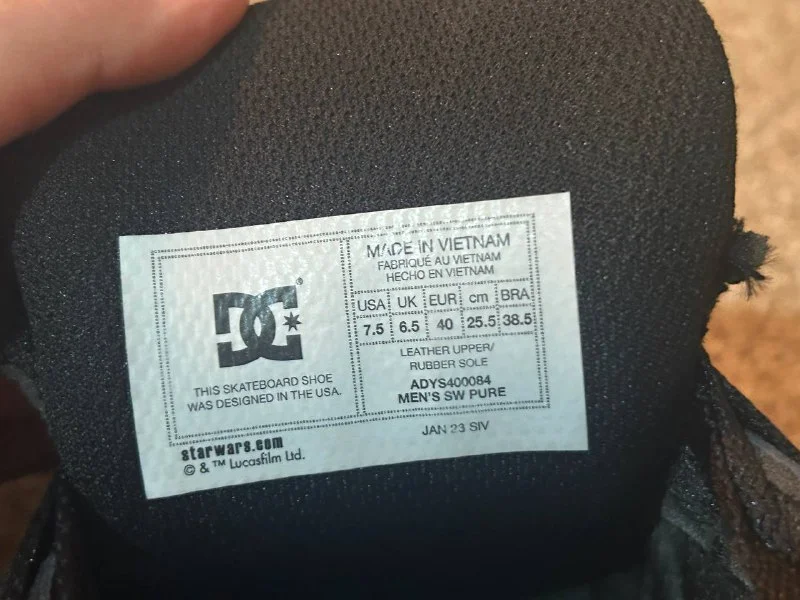 DC®
THIS SKATEBOARD SHOE
WAS DESIGNED IN THE USA.
starwars.com
© & ™ Lucasfilm Ltd.
MADE IN VIETNAM
FABRIQUÉ AU VIETNAM
HECHO EN VIETNAM
USA UK EUR cm BRA
7.5 6.5 40 25.5 38.5
LEATHER UPPER/
RUBBER SOLE
ADYS400084
MEN'S SW PURE
JAN 23 SIV